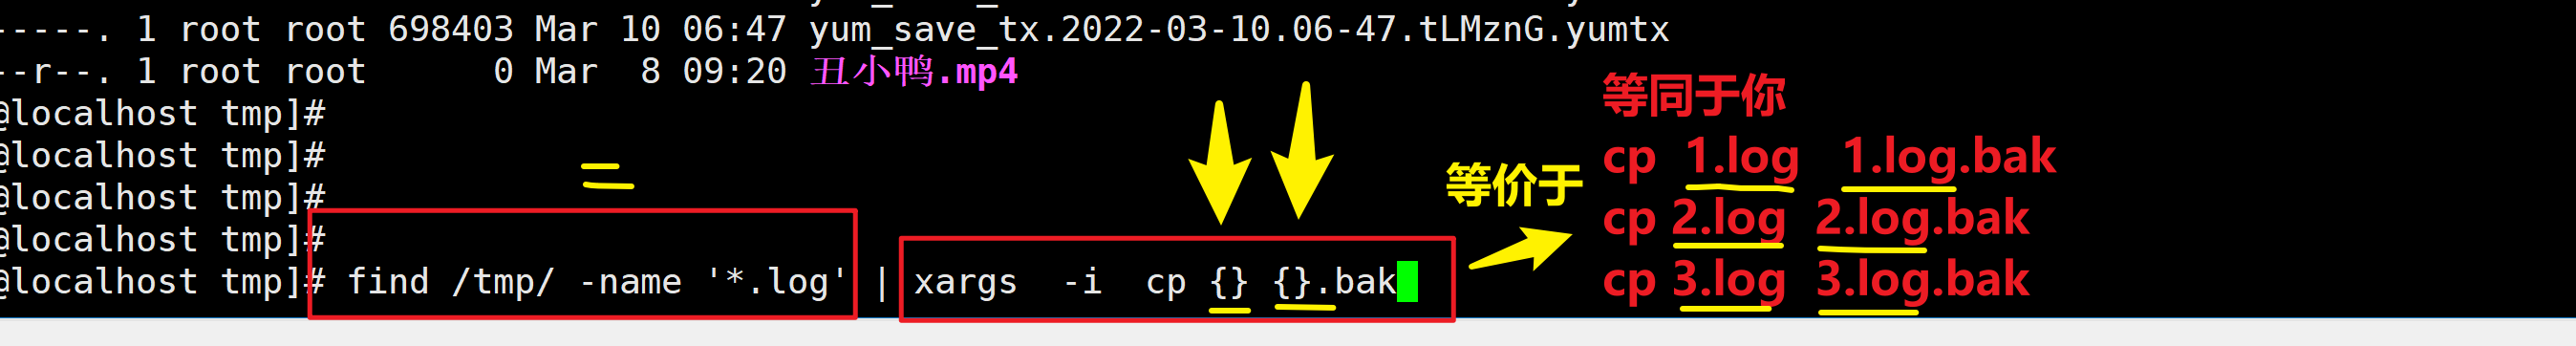 -----. 1 root root 698403 Mar 10 06:47 yum_save_tx.2022-03-10.06-47.tLMznG.yumtx
--r--. 1 root root      0 Mar  8 09:20 丑小鸭.mp4
@localhost tmp]#
@localhost tmp]#
@localhost tmp]#
@localhost tmp]#
@localhost tmp]# find /tmp/ -name '*.log' | xargs  -i  cp {} {}.bak
等价于
等同于你
cp 1.log 1.log.bak
cp 2.log 2.log.bak
cp 3.log 3.log.bak